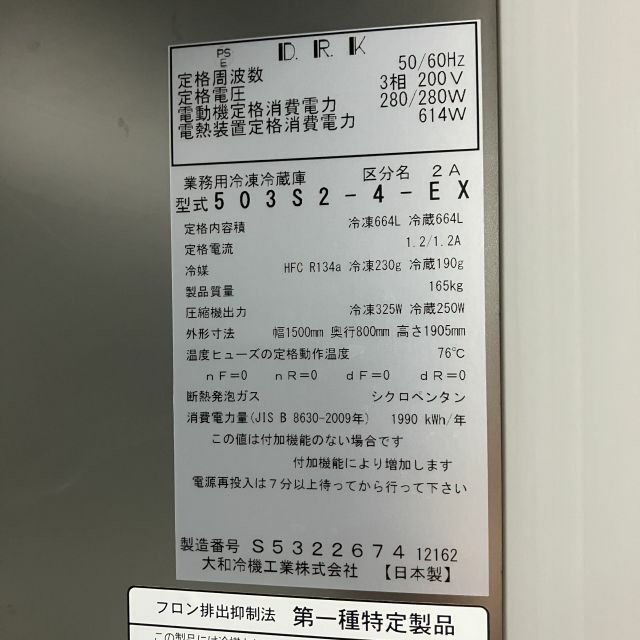 PS
E
D.R.K
定格周波数 50/60Hz
定格電圧 3相 200V
電動機定格消費電力 280/280W
電熱装置定格消費電力 614W
業務用冷凍冷蔵庫 区分名 2A
型式 503S2-4-EX
定格内容積 冷凍664L 冷蔵664L
定格電流 1.2/1.2A
冷媒 HFC R134a 冷凍230g 冷蔵190g
製品質量 165kg
圧縮機出力 冷凍325W 冷蔵250W
外形寸法 幅1500mm 奥行800mm 高さ1905mm
温度ヒューズの定格動作温度 76℃
nF=0 nR=0 dF=0 dR=0
断熱発泡ガス シクロペンタン
消費電力量(JIS B 8630-2009年) 1990 kWh/年
この値は付加機能のない場合です
付加機能により増加します
電源再投入は7分以上待ってから行って下さい
製造番号 S5322674 12162
大和冷機工業株式会社 【日本製】
フロン排出抑制法 第一種特定製品